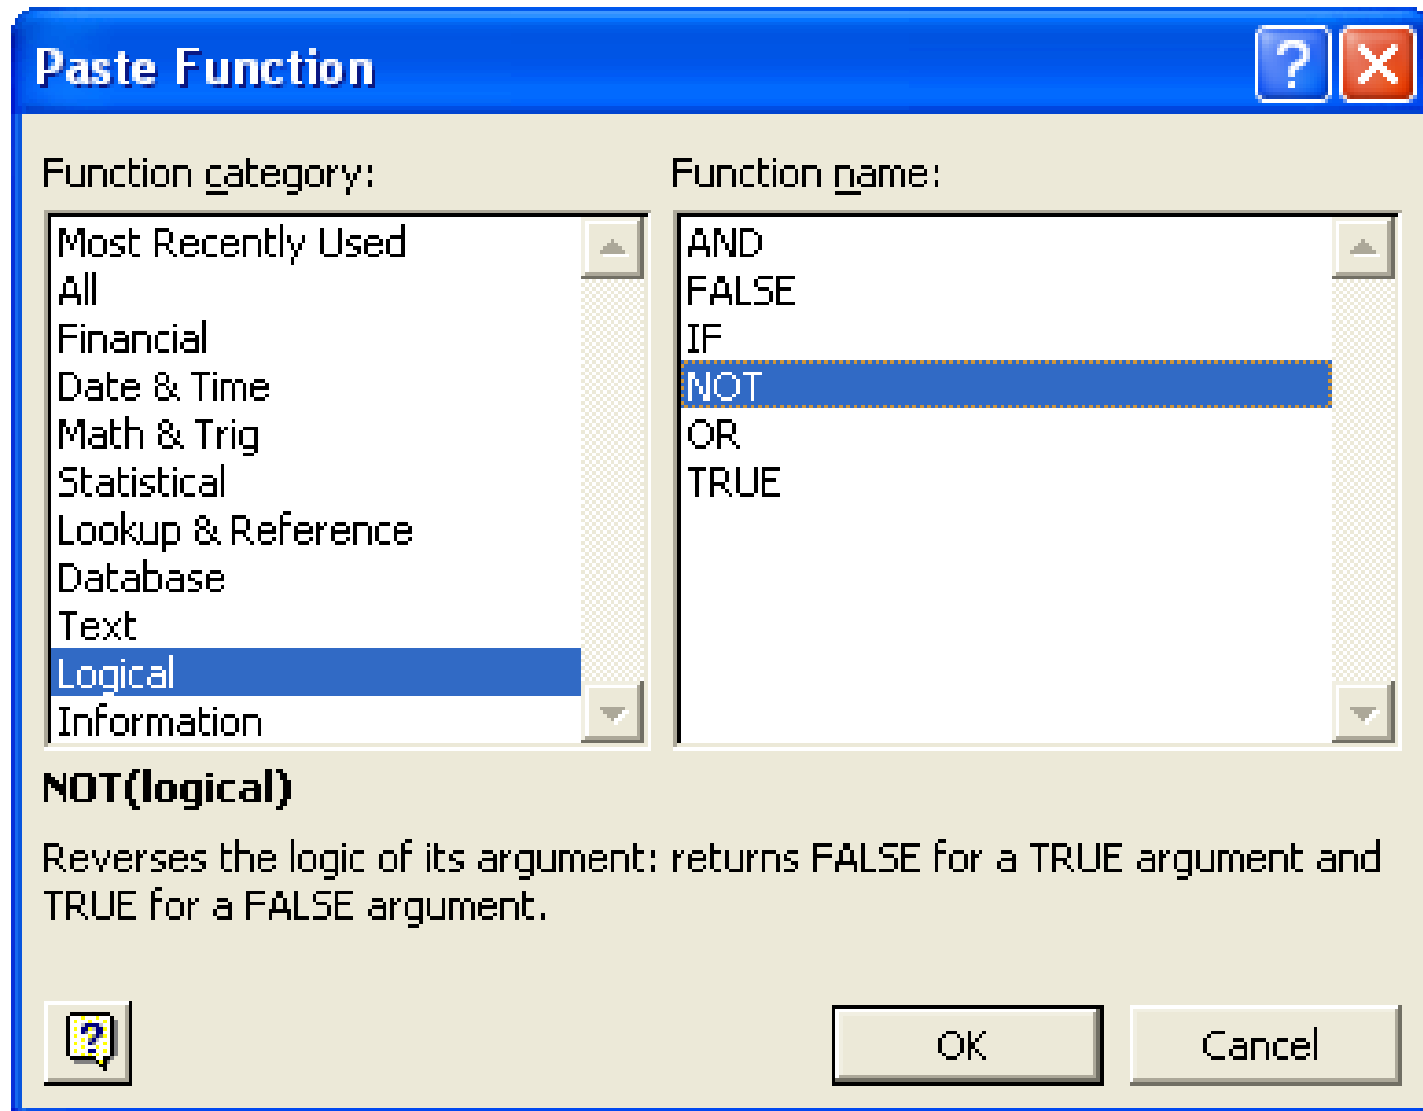 Paste Function
Function category:
Most Recently Used
All
Financial
Date & Time
Math & Trig
Statistical
Lookup & Reference
Database
Text
Logical
Information
Function name:
AND
FALSE
IF
NOT
OR
TRUE
NOT(logical)
Reverses the logic of its argument: returns FALSE for a TRUE argument and
TRUE for a FALSE argument.
OK
Cancel